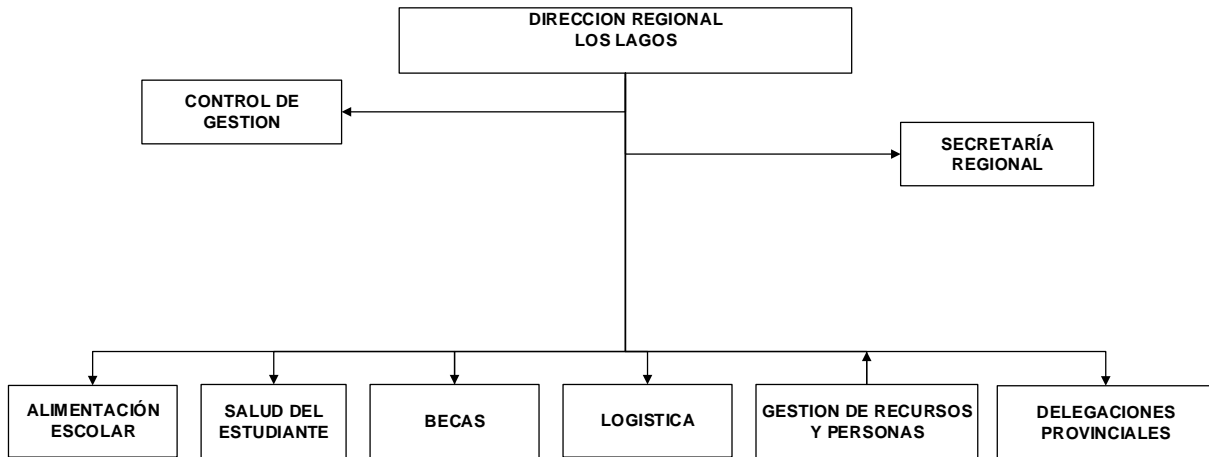 DIRECCION REGIONAL
LOS LAGOS
CONTROL DE
GESTION
SECRETARÍA
REGIONAL
ALIMENTACIÓN
ESCOLAR
SALUD DEL
ESTUDIANTE
BECAS
LOGISTICA
GESTION DE RECURSOS
Y PERSONAS
DELEGACIONES
PROVINCIALES